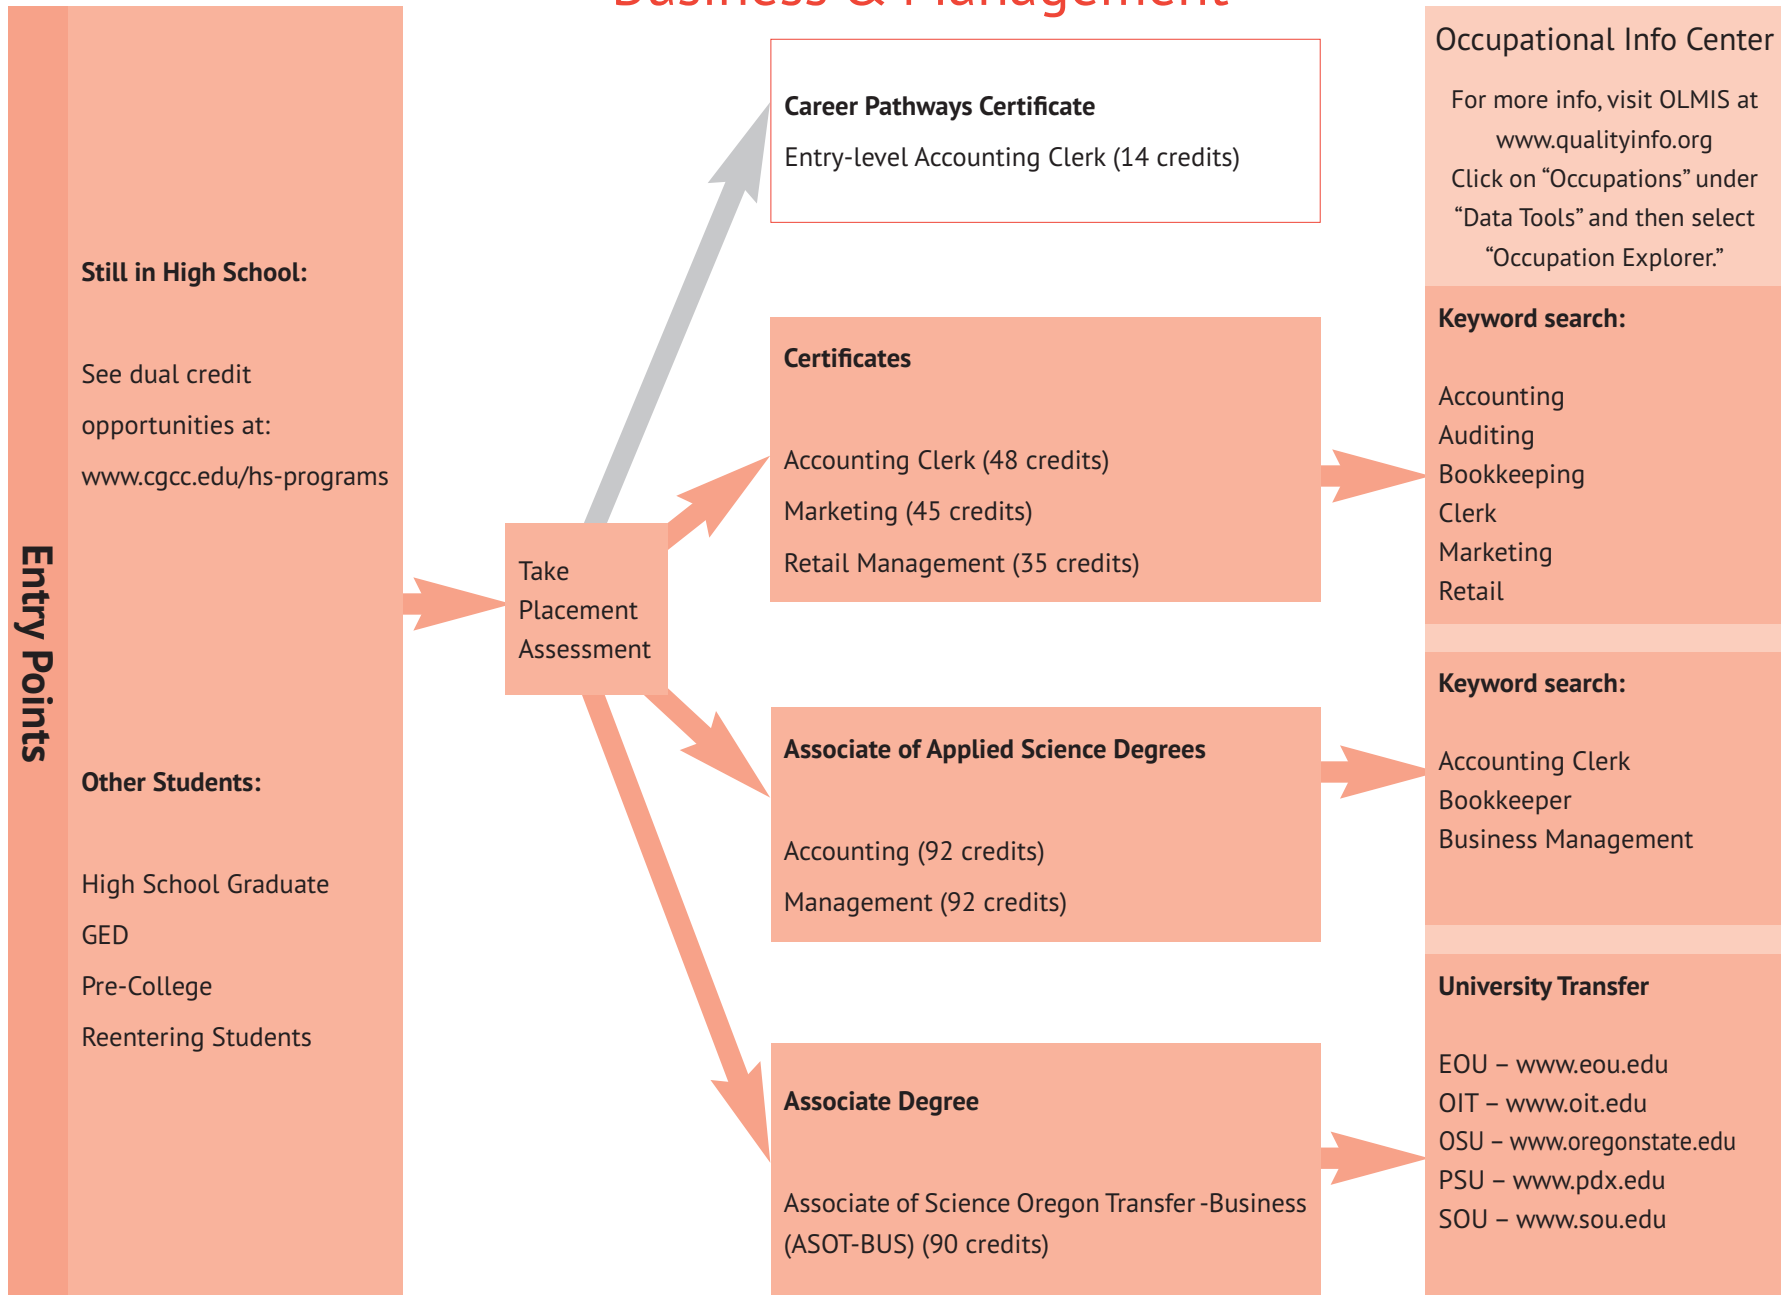 Business & Management
Entry Points
Still in High School:
See dual credit
opportunities at:
www.cgcc.edu/hs-programs
Other Students:
High School Graduate
GED
Pre-College
Reentering Students
Take
Placement
Assessment
Career Pathways Certificate
Entry-level Accounting Clerk (14 credits)
Certificates
Accounting Clerk (48 credits)
Marketing (45 credits)
Retail Management (35 credits)
Associate of Applied Science Degrees
Accounting (92 credits)
Management (92 credits)
Associate Degree
Associate of Science Oregon Transfer -Business
(ASOT-BUS) (90 credits)
Occupational Info Center
For more info, visit OLMIS at
www.qualityinfo.org
Click on “Occupations” under
“Data Tools” and then select
“Occupation Explorer.”
Keyword search:
Accounting
Auditing
Bookkeeping
Clerk
Marketing
Retail
Keyword search:
Accounting Clerk
Bookkeeper
Business Management
University Transfer
EOU – www.eou.edu
OIT – www.oit.edu
OSU – www.oregonstate.edu
PSU – www.pdx.edu
SOU – www.sou.edu